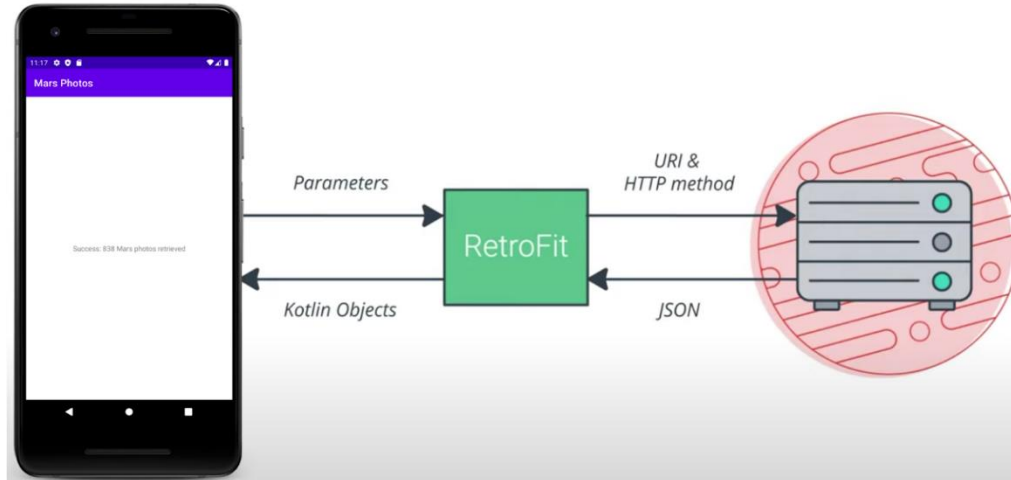 11:17
Mars Photos
Success: 838 Mars photos retrieved
Parameters
Kotlin Objects
RetroFit
URI &
HTTP method
JSON